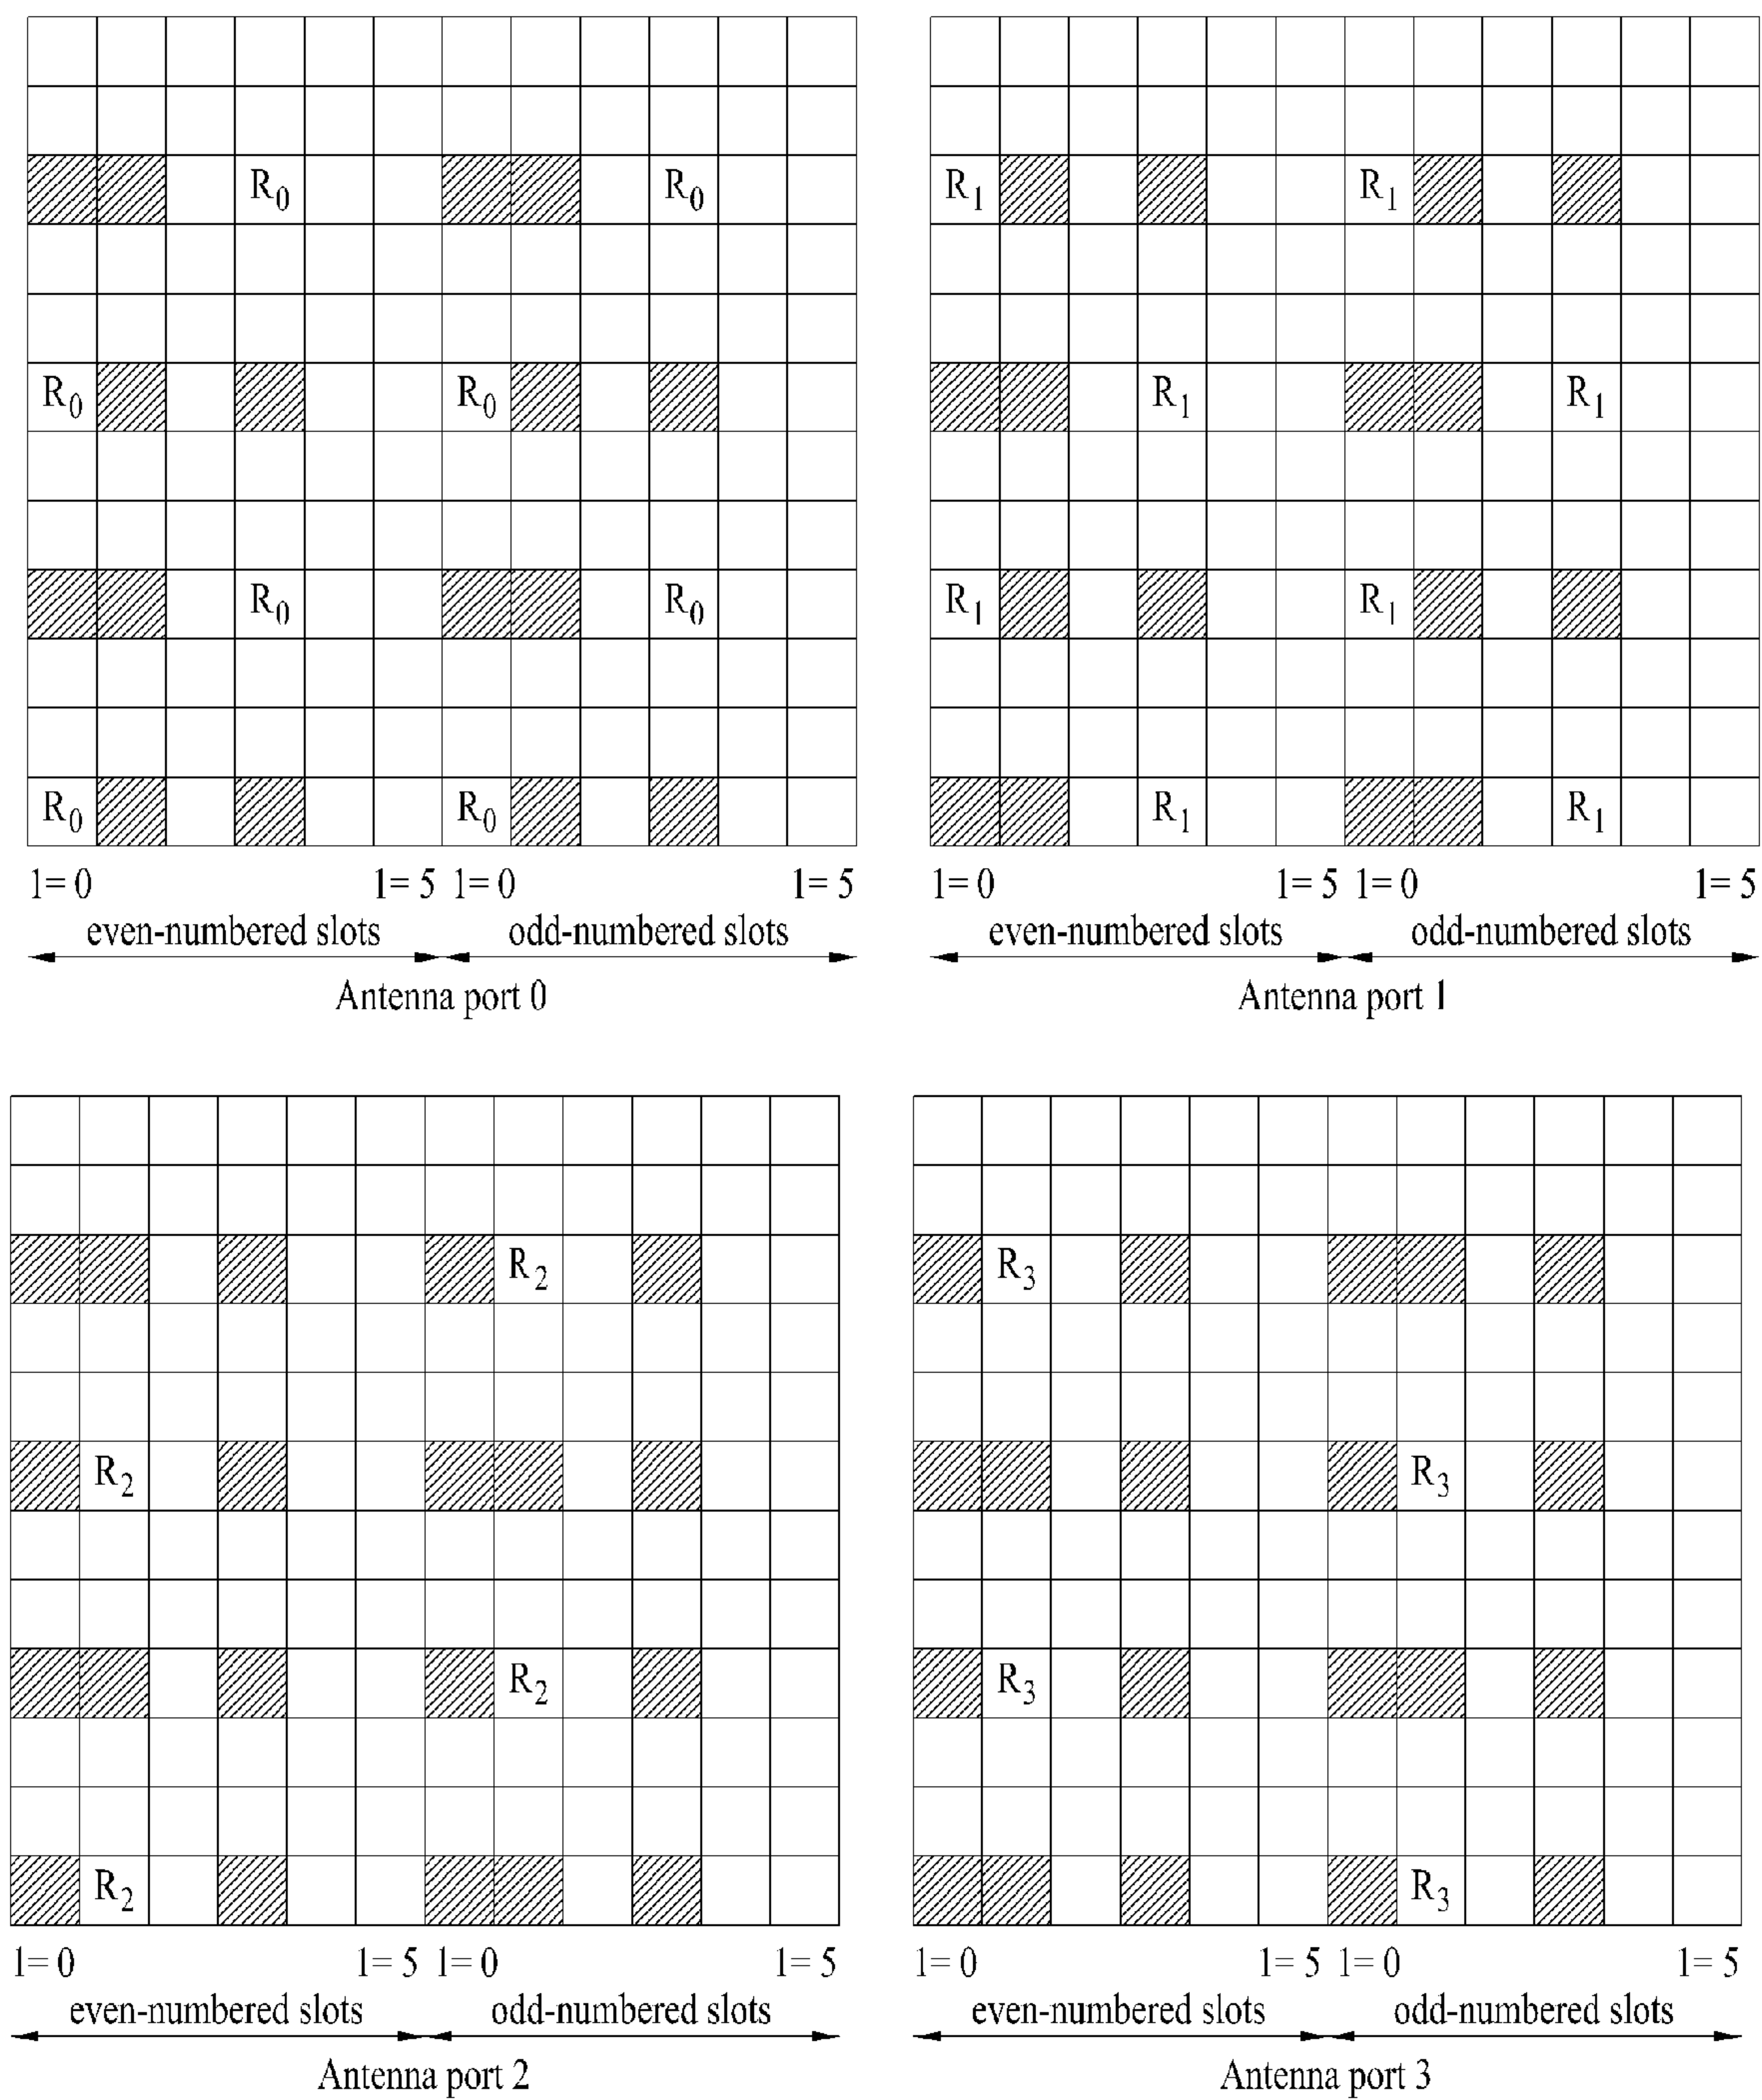 R0 R0 R1 R1
R0 R0 R1 R1
R0 R0 R1 R1
R0 R0 R1 R1
l= 0 l= 5 l= 0 l= 5 l= 0 l= 5 l= 0 l= 5
even-numbered slots odd-numbered slots even-numbered slots odd-numbered slots
Antenna port 0 Antenna port 1
R2 R3
R2 R3
R2 R3
R2 R3
l= 0 l= 5 l= 0 l= 5 l= 0 l= 5 l= 0 l= 5
even-numbered slots odd-numbered slots even-numbered slots odd-numbered slots
Antenna port 2 Antenna port 3